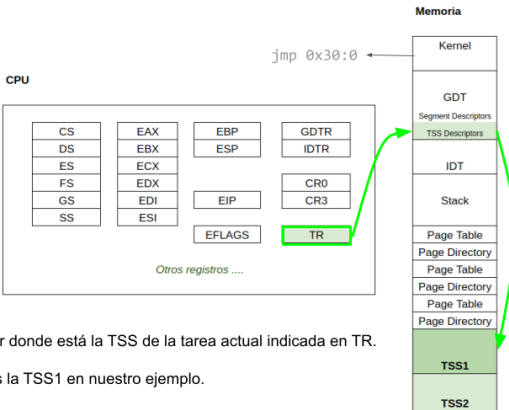 Memoria
Kernel
jmp 0x30:0
CPU
GDT
Segment Descriptors
TSS Descriptors
CS
DS
ES
FS
GS
SS
EAX
EBX
ECX
EDX
EDI
ESI
EBP
ESP
EIP
EFLAGS
GDTR
IDTR
CR0
CR3
TR
Otros registros ....
IDT
Stack
Page Table
Page Directory
Page Table
Page Directory
Page Table
Page Directory
TSS1
TSS2
r donde está la TSS de la tarea actual indicada en TR.
s la TSS1 en nuestro ejemplo.